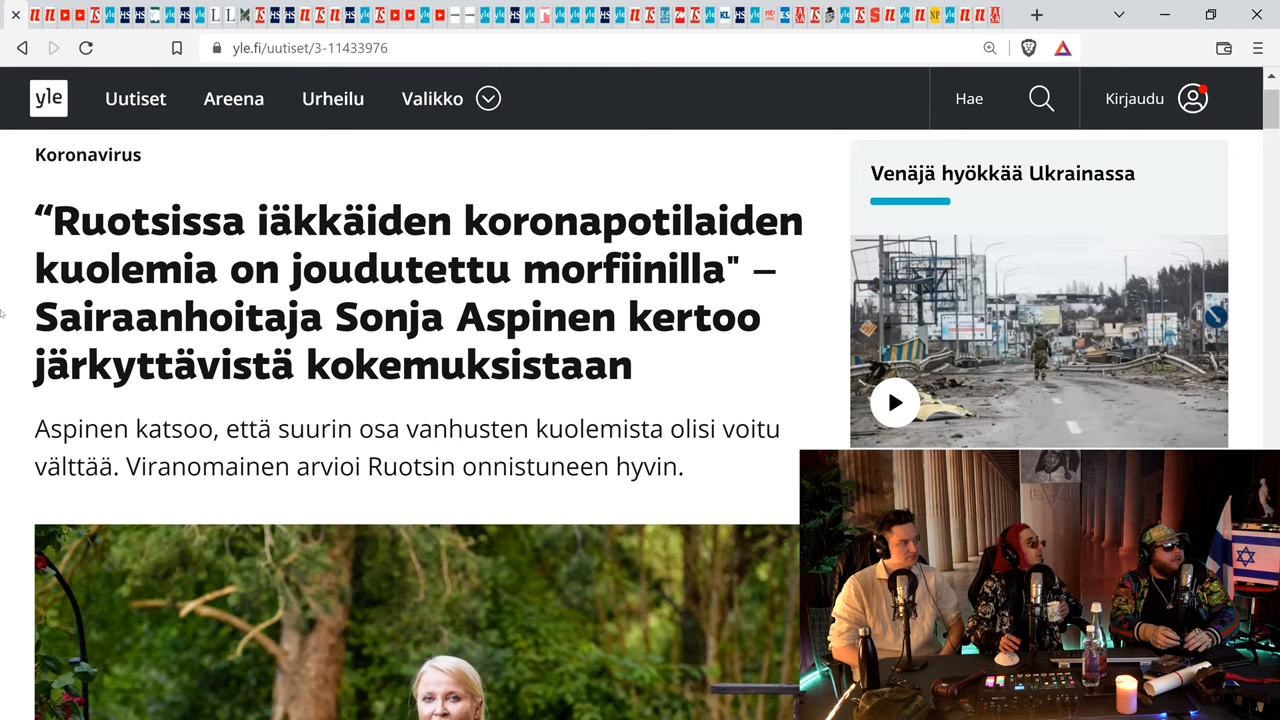 yle.fi/uutiset/3-11433976
yle
Uutiset
Areena
Urheilu
Valikko
Hae
Kirjaudu
Koronavirus
“Ruotsissa iäkkäiden koronapotilaiden
kuolemia on joudutettu morfiinilla" –
Sairaanhoitaja Sonja Aspinen kertoo
järkyttävistä kokemuksistaan
Aspinen katsoo, että suurin osa vanhusten kuolemista olisi voitu
välttää. Viranomainen arvioi Ruotsin onnistuneen hyvin.
Venäjä hyökkää Ukrainassa